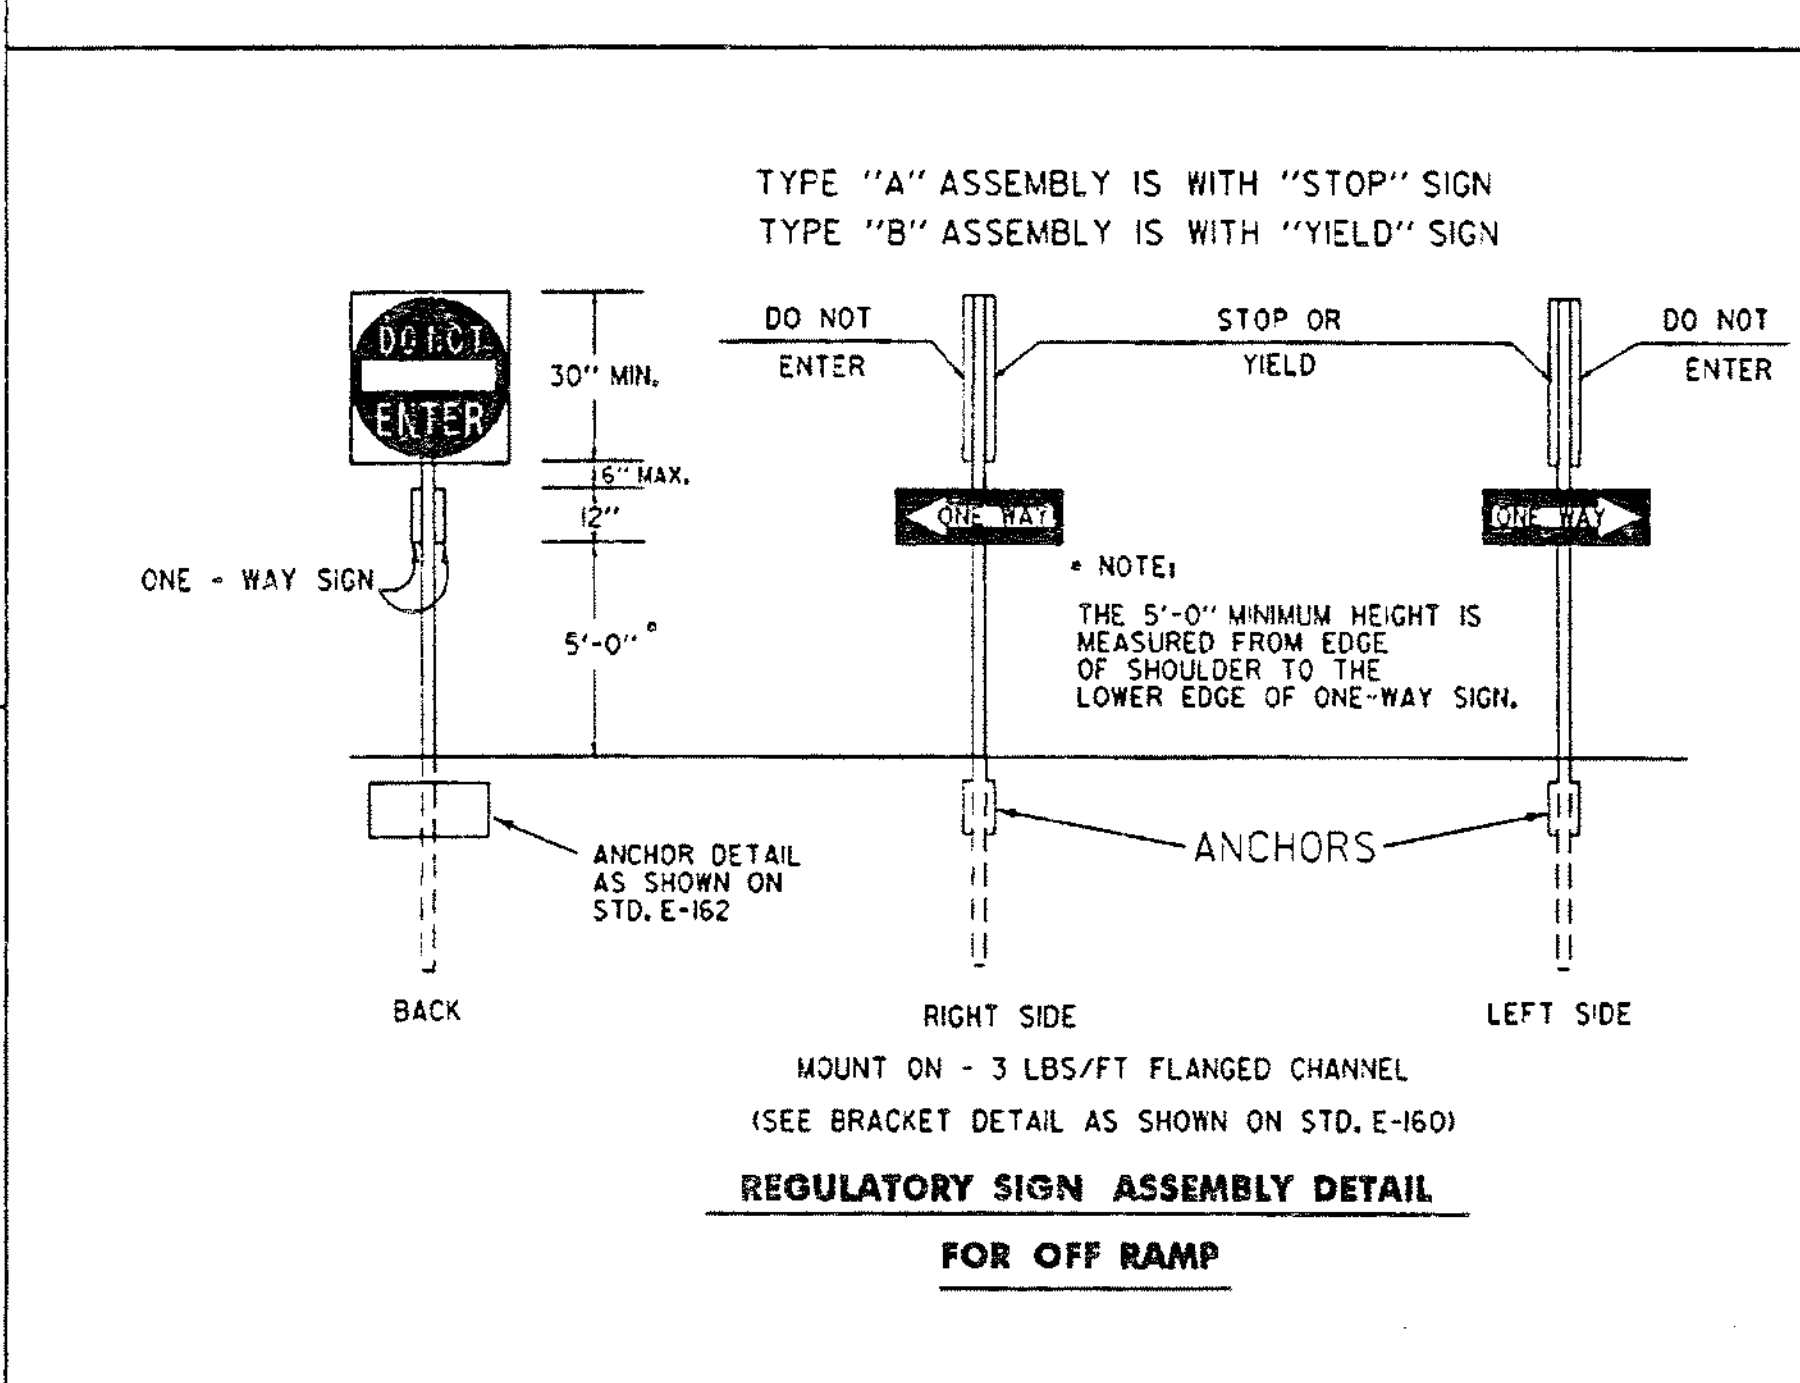 TYPE "A" ASSEMBLY IS WITH "STOP" SIGN
TYPE "B" ASSEMBLY IS WITH "YIELD" SIGN
DO NOT
ENTER
30" MIN.
6" MAX.
12"
5'-0" *
ONE - WAY SIGN
DO NOT
ENTER
STOP OR
YIELD
DO NOT
ENTER
ONE WAY
ONE WAY
* NOTE:
THE 5'-0" MINIMUM HEIGHT IS
MEASURED FROM EDGE
OF SHOULDER TO THE
LOWER EDGE OF ONE-WAY SIGN.
ANCHOR DETAIL
AS SHOWN ON
STD. E-162
ANCHORS
BACK
RIGHT SIDE
LEFT SIDE
MOUNT ON - 3 LBS/FT FLANGED CHANNEL
(SEE BRACKET DETAIL AS SHOWN ON STD. E-160)
REGULATORY SIGN ASSEMBLY DETAIL
FOR OFF RAMP